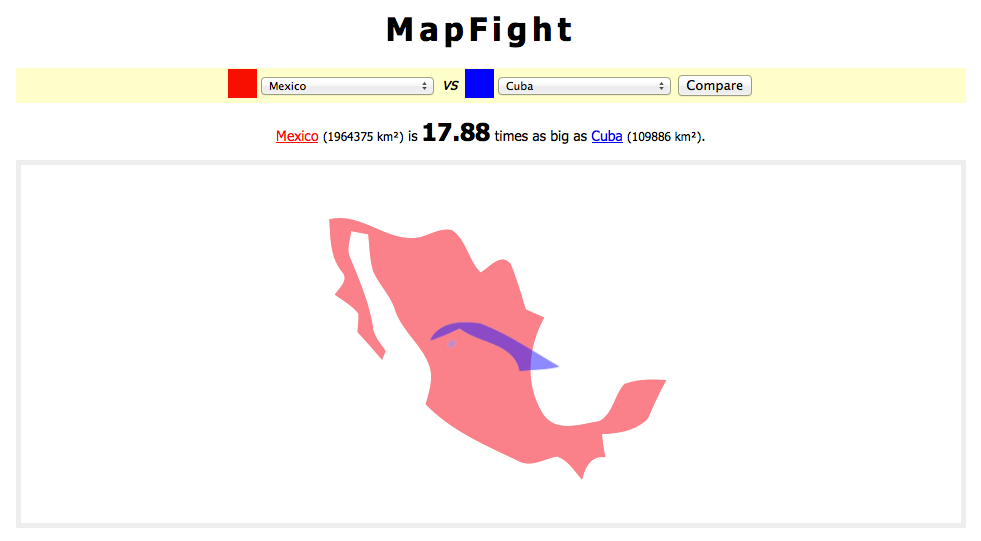 MapFight
Mexico VS Cuba Compare
Mexico (1964375 km²) is 17.88 times as big as Cuba (109886 km²).